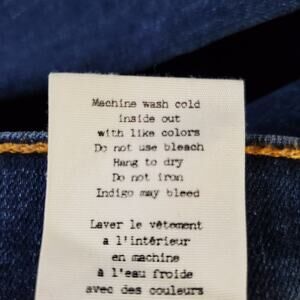 Machine wash cold
inside out
with like colors
Do not use bleach
Hang to dry
Do not iron
Indigo may bleed
Laver le vêtement
a l'intérieur
en machine
à l'eau froide
avec des couleurs